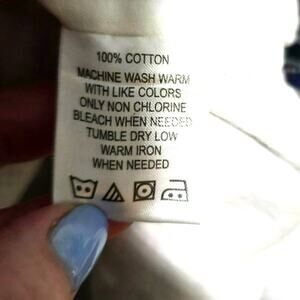 100% COTTON
MACHINE WASH WARM
WITH LIKE COLORS
ONLY NON CHLORINE
BLEACH WHEN NEEDED
TUMBLE DRY LOW
WARM IRON
WHEN NEEDED